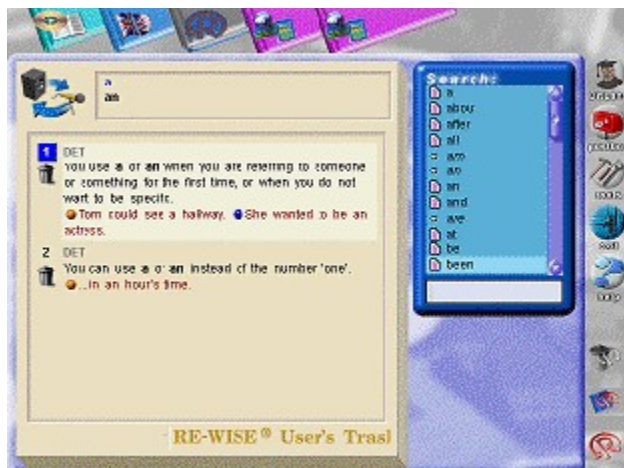 a
an
1 DET
You use a or an when you are referring to someone
or something for the first time, or when you do not
want to be specific.
Tom could see a hallway. She wanted to be an
actress.
2 DET
You can use a or an instead of the number 'one'.
...in an hour's time.
RE-WISE® User's Trash
Search:
a
about
after
all
am
an
and
are
at
be
been